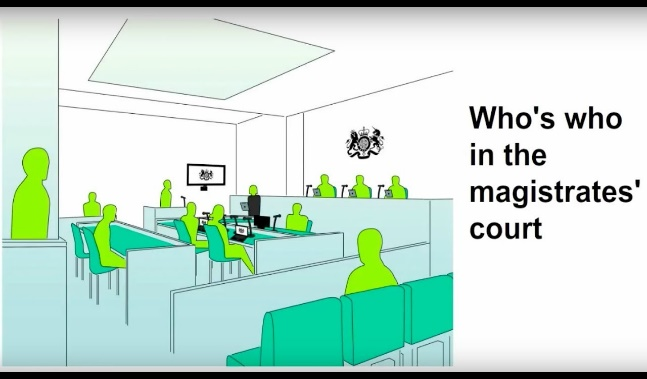 Who's who
in the
magistrates'
court